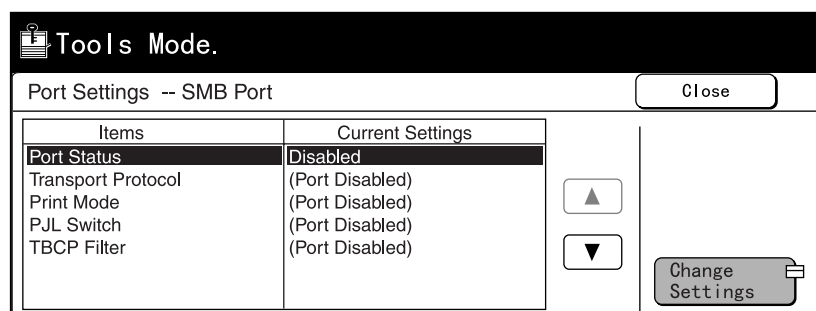 Tools Mode.
Port Settings -- SMB Port
Close
Items Current Settings
Port Status Disabled
Transport Protocol (Port Disabled)
Print Mode (Port Disabled)
PJL Switch (Port Disabled)
TBCP Filter (Port Disabled)
Change
Settings